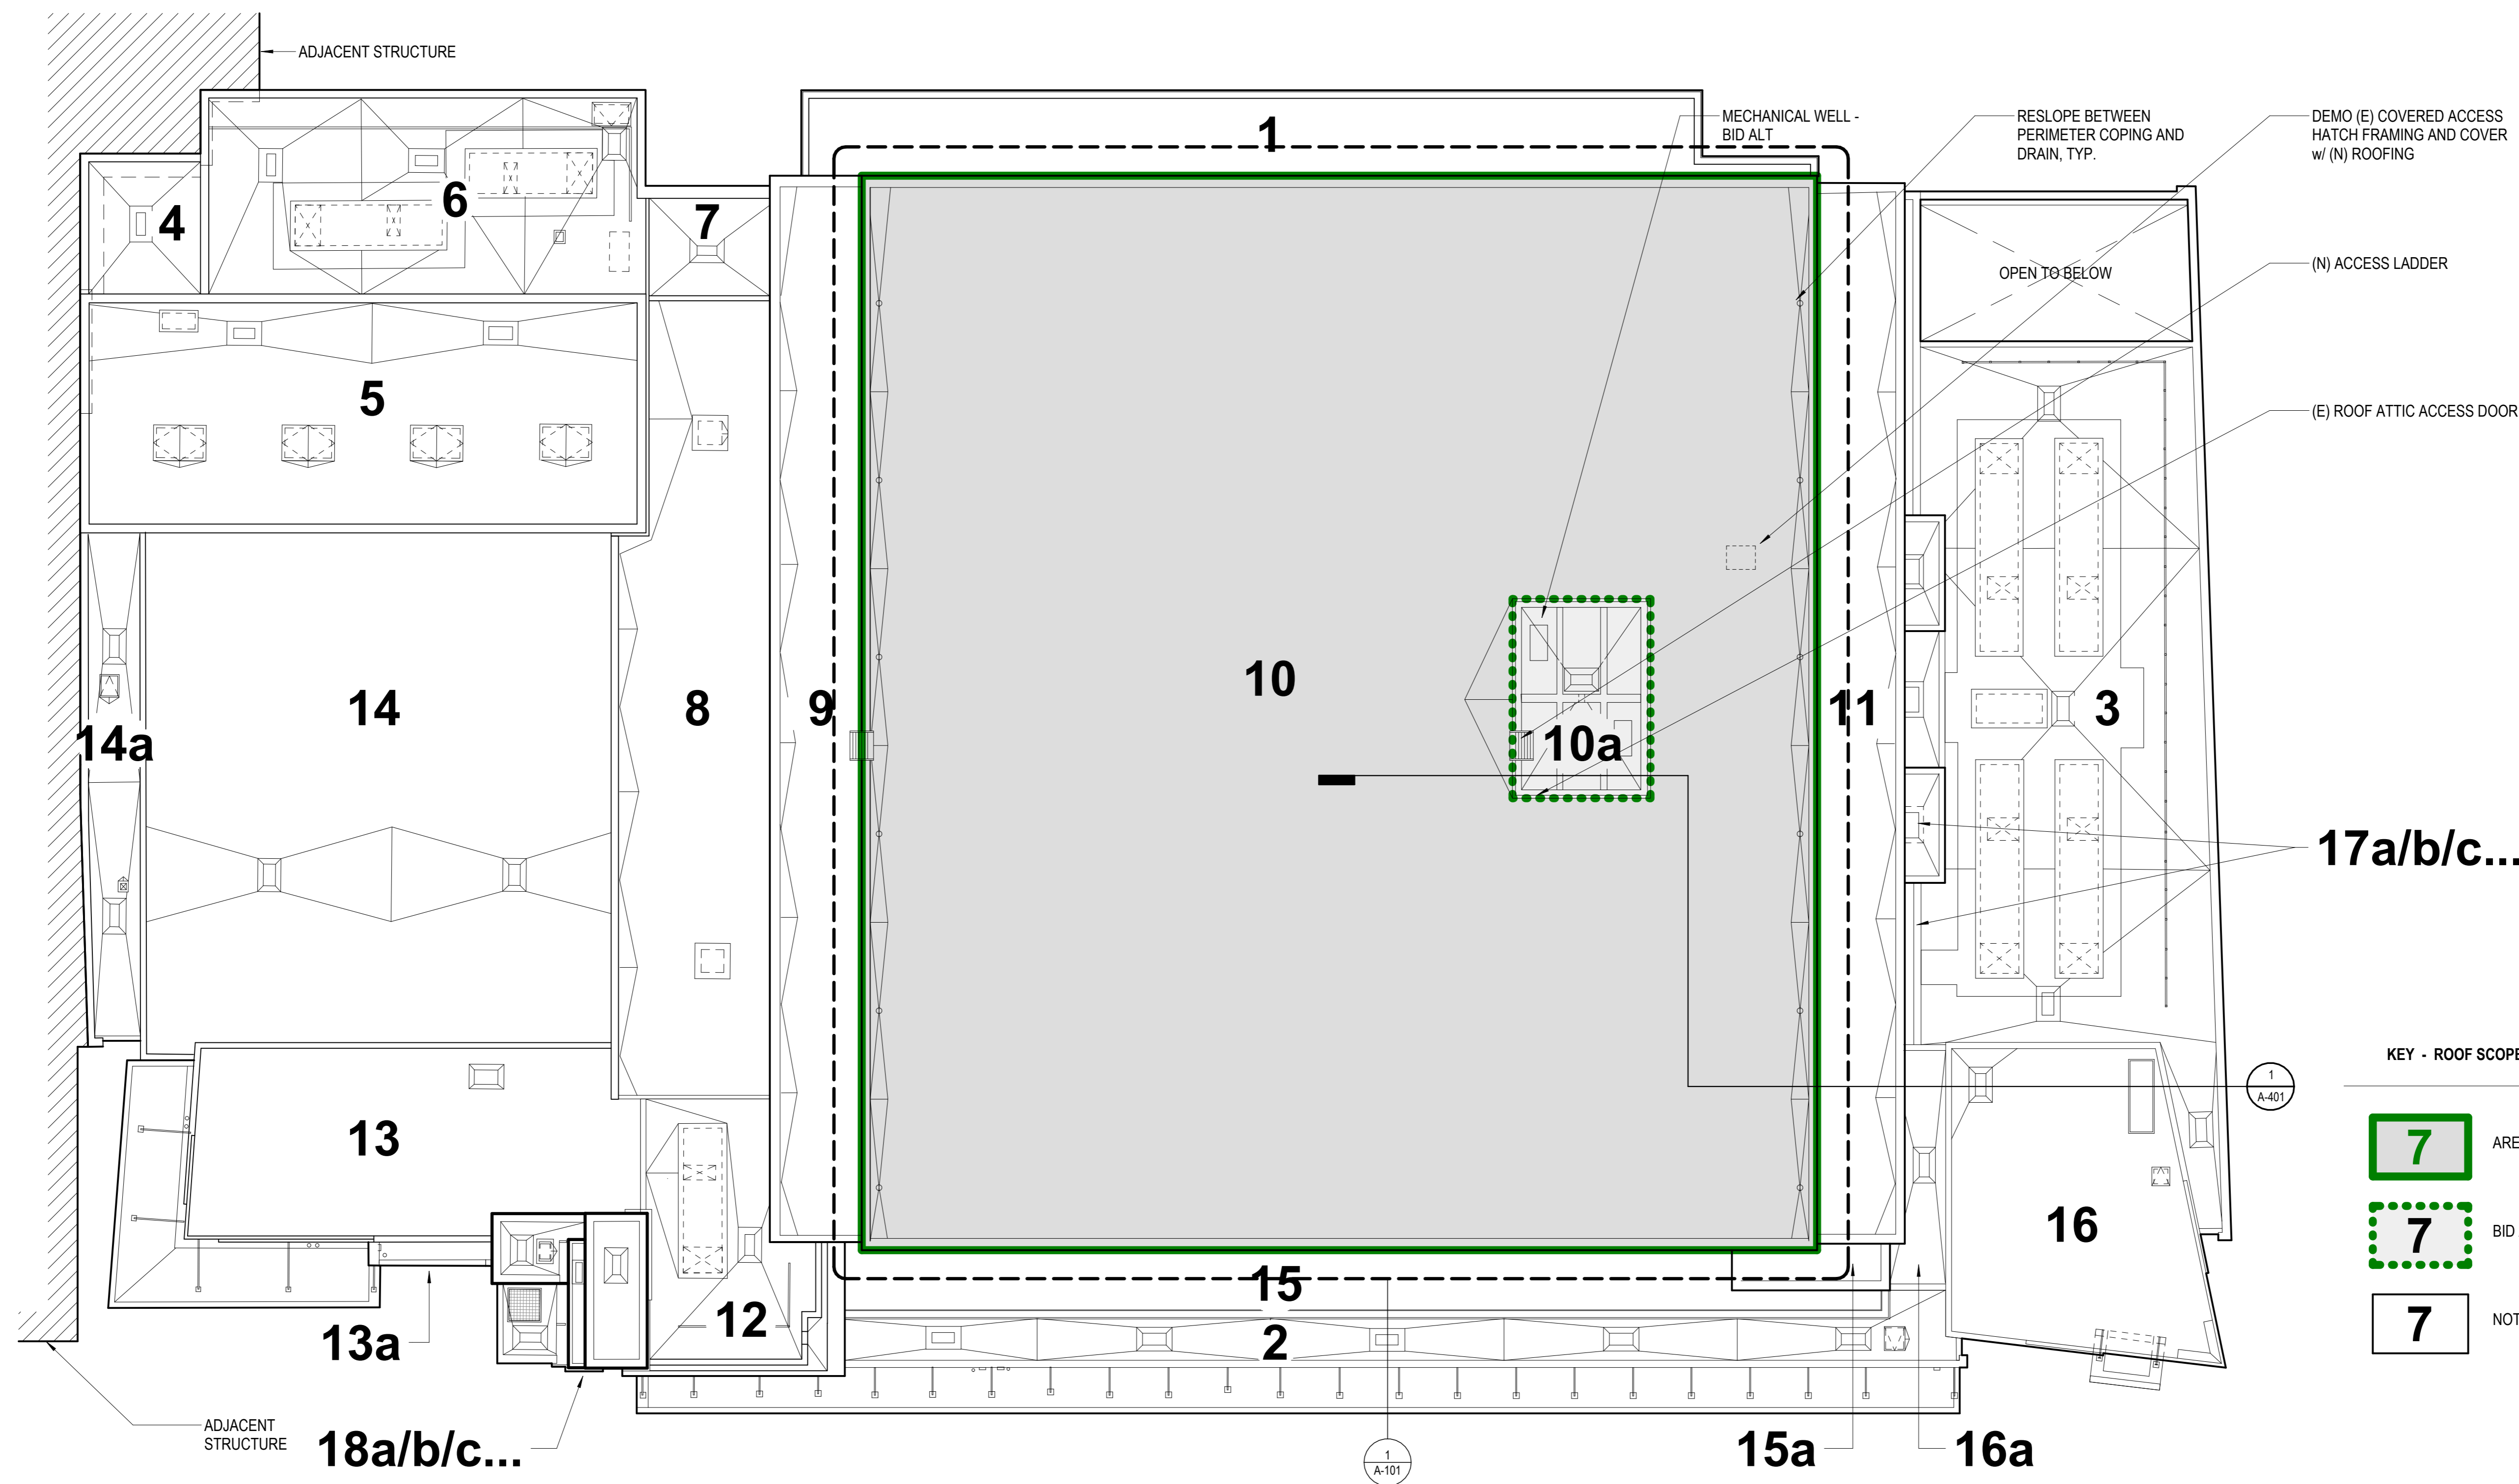 ADJACENT STRUCTURE
MECHANICAL WELL -
BID ALT
RESLOPE BETWEEN
PERIMETER COPING AND
DRAIN, TYP.
DEMO (E) COVERED ACCESS
HATCH FRAMING AND COVER
w/ (N) ROOFING
1
6
4
7
OPEN TO BELOW
(N) ACCESS LADDER
5
(E) ROOF ATTIC ACCESS DOOR
10
14
8
9
11
3
14a
10a
17a/b/c...
KEY - ROOF SCOPE
1
A-401
13
7
ARE
16
7
BID
15
12
2
7
NOT
13a
ADJACENT
STRUCTURE
18a/b/c...
1
A-101
15a
16a